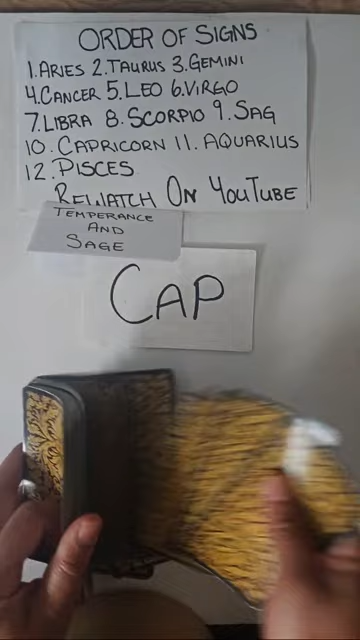 ORDER OF SIGNS
1.ARIES 2.TAURUS 3.GEMINI
4.CANCER 5.LEO 6.VIRGO
7.LIBRA 8.SCORPIO 9.SAG
10.CAPRICORN 11.AQUARIUS
12.PISCES
REWATCH ON YOUTUBE
TEMPERANCE
AND
SAGE
CAP